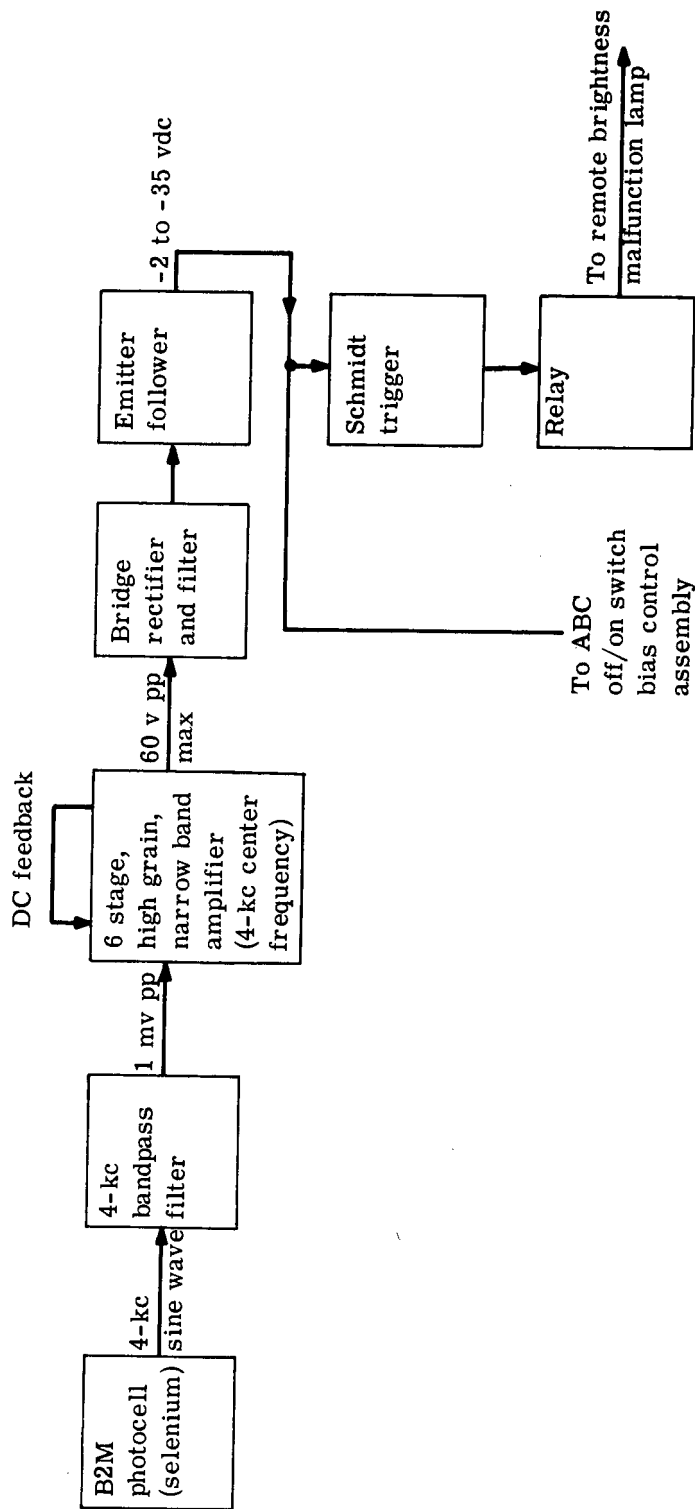 B2M
photocell
(selenium)
4-kc
sine wave
4-kc
bandpass
filter
1 mv pp
DC feedback
6 stage,
high grain,
narrow band
amplifier
(4-kc center
frequency)
60 v pp
max
Bridge
rectifier
and filter
Emitter
follower
-2 to -35 vdc
Schmidt
trigger
Relay
To ABC
off/on switch
bias control
assembly
To remote brightness
malfunction lamp